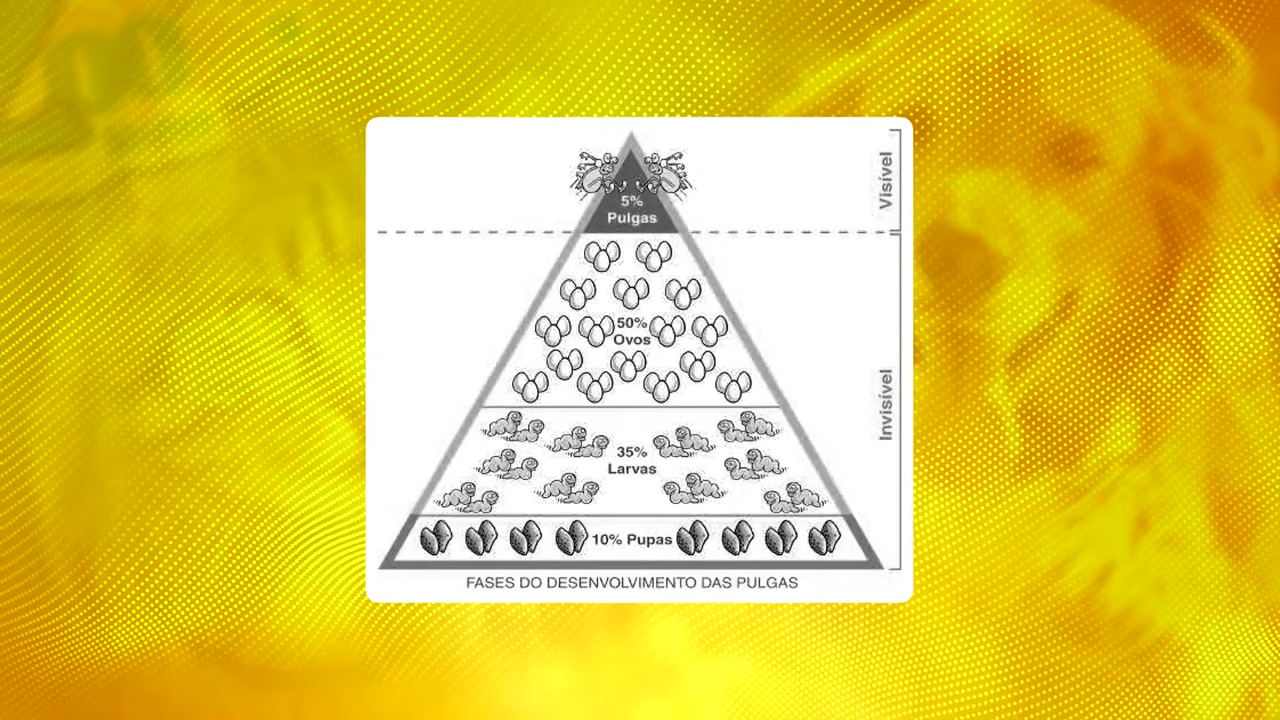 5%
Pulgas
Visível
50%
Ovos
35%
Larvas
10% Pupas
Invisível
FASES DO DESENVOLVIMENTO DAS PULGAS